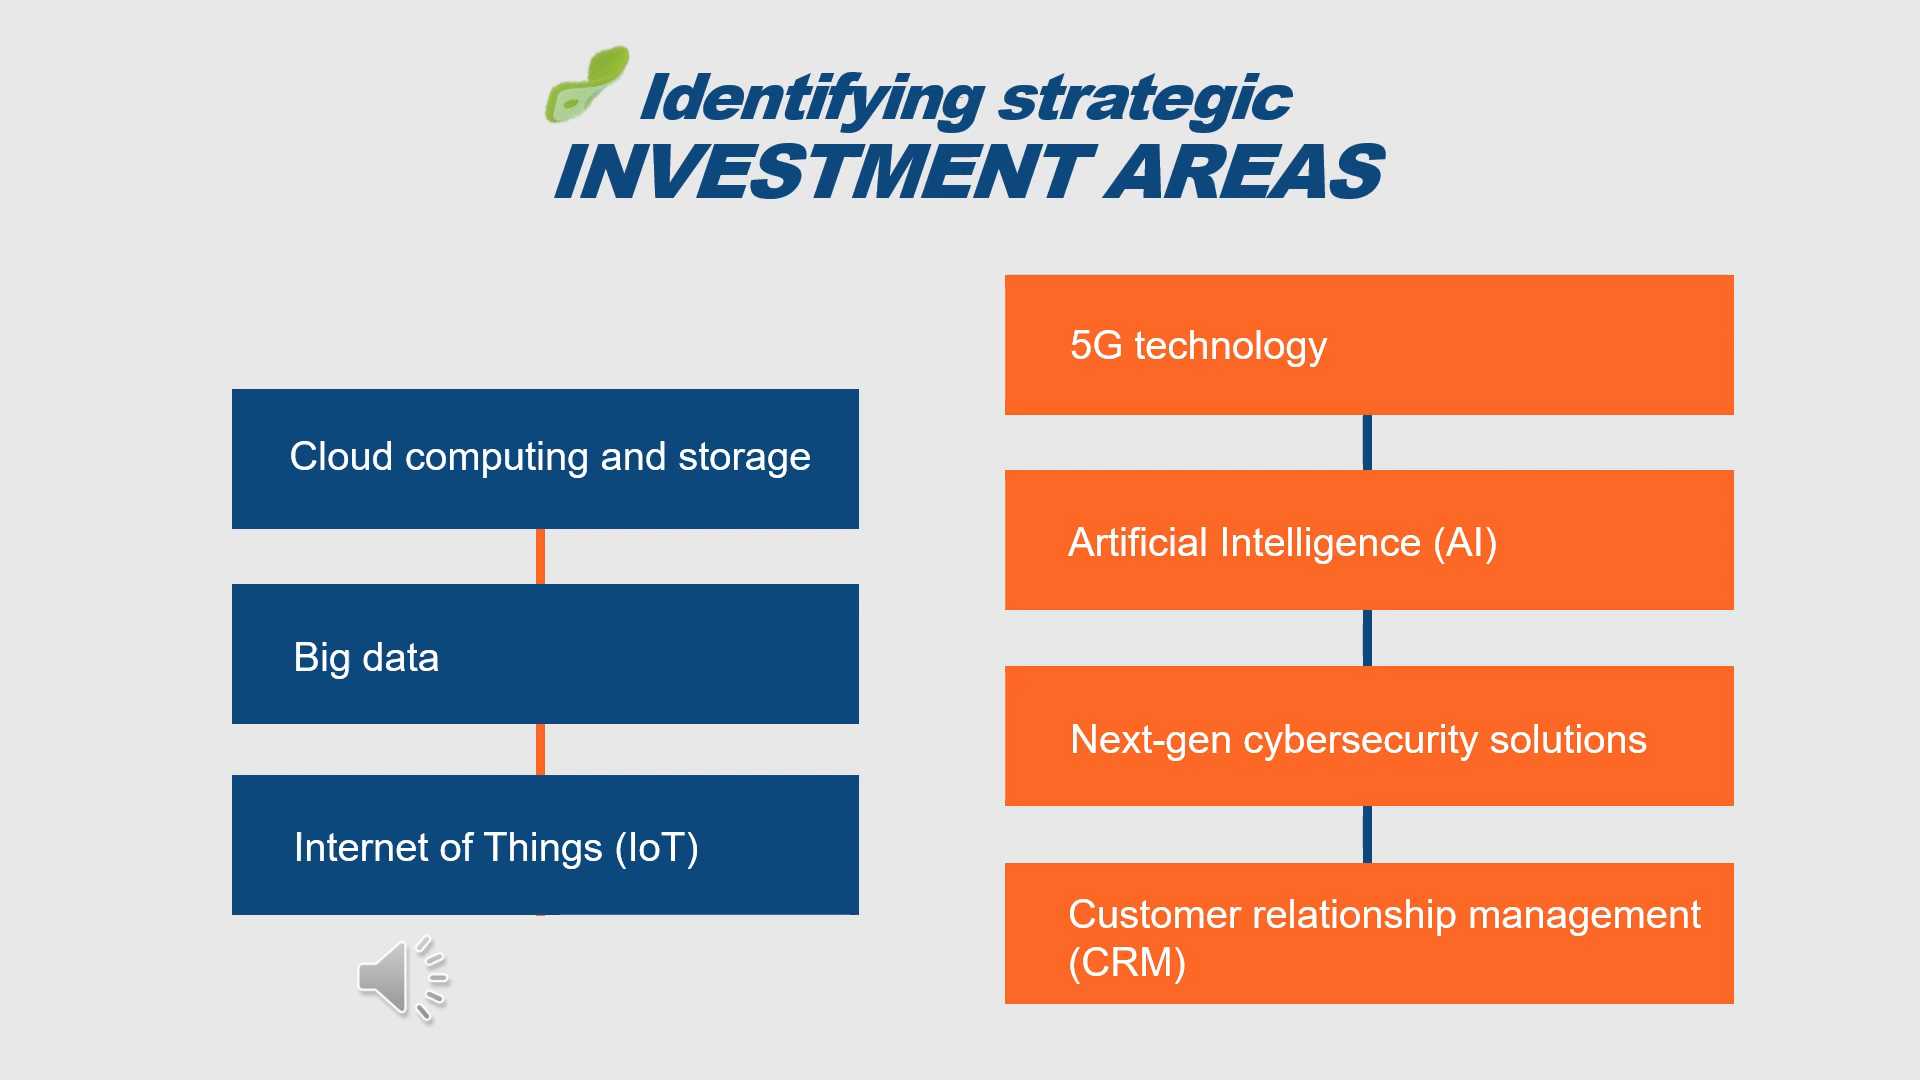 Identifying strategic
INVESTMENT AREAS
Cloud computing and storage
Big data
Internet of Things (IoT)
5G technology
Artificial Intelligence (AI)
Next-gen cybersecurity solutions
Customer relationship management
(CRM)